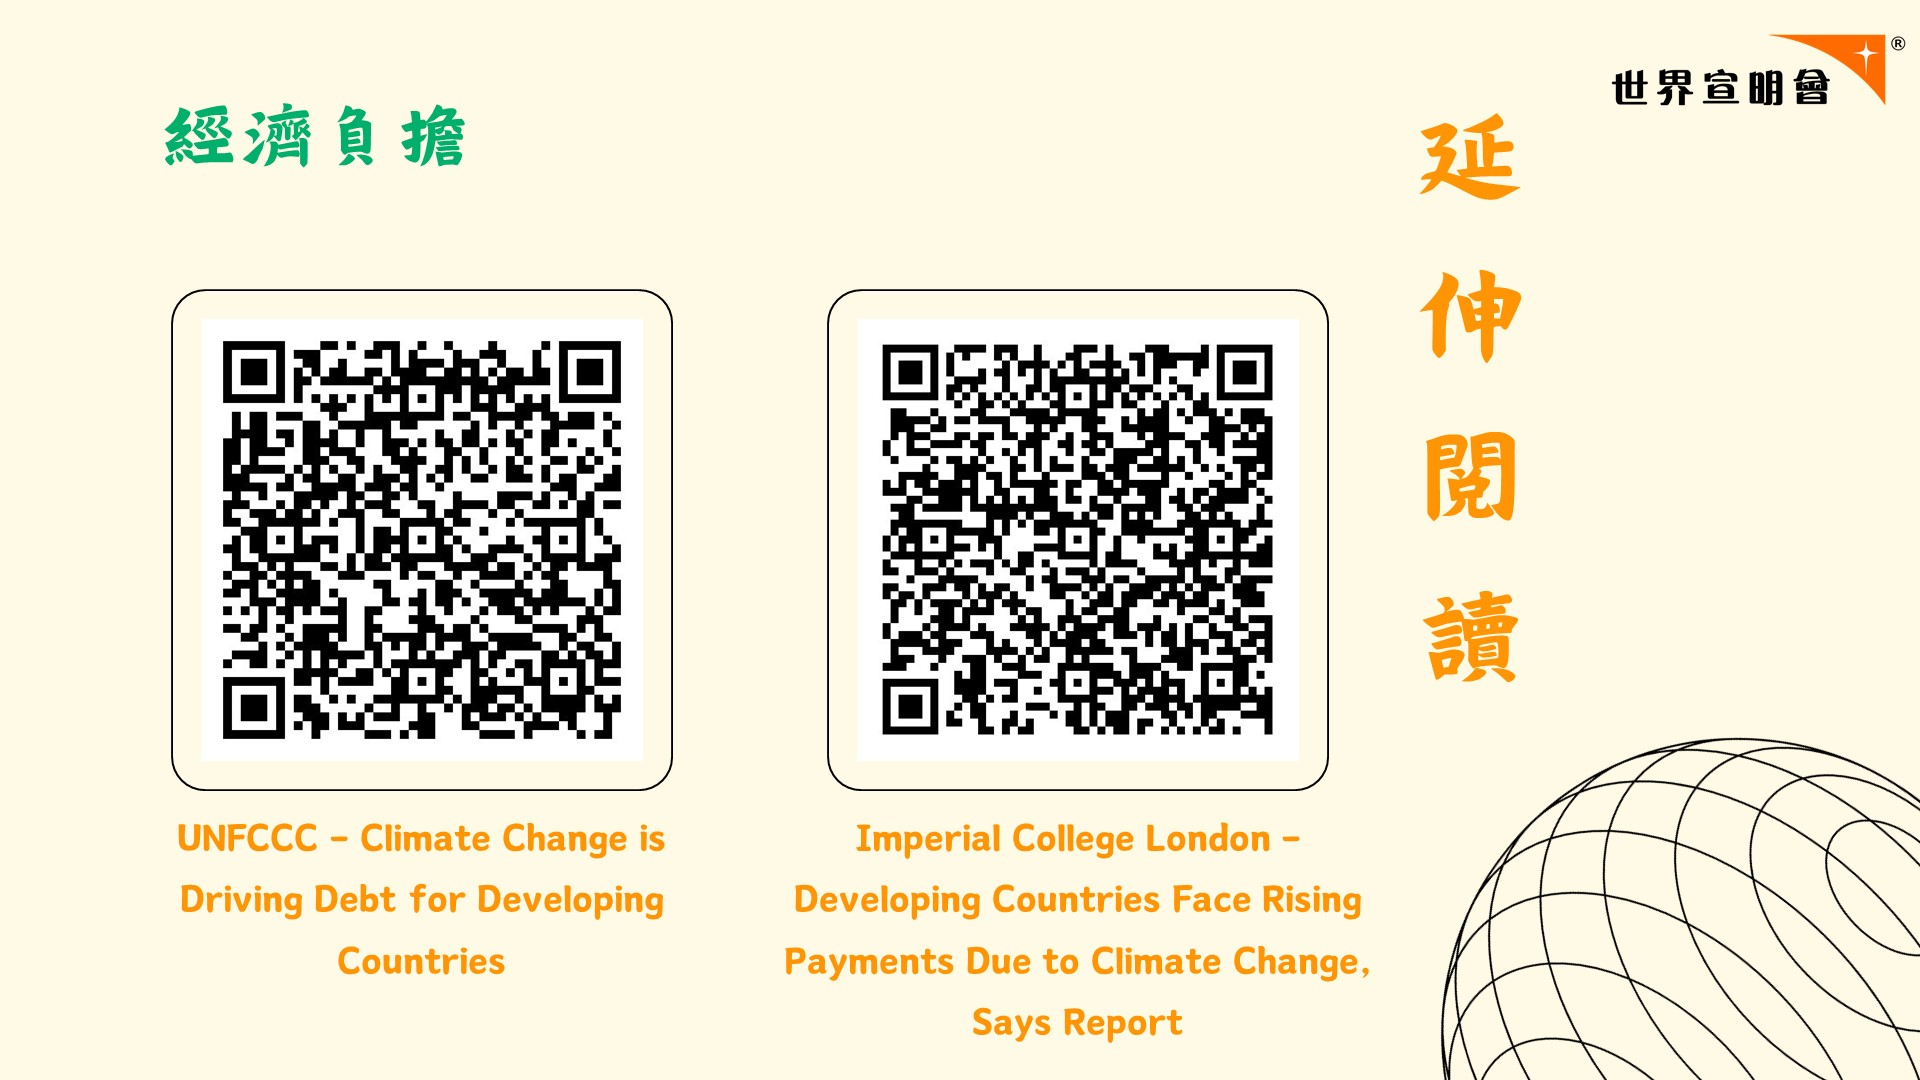 世界宣明會®
經濟負擔
延伸閱讀
UNFCCC – Climate Change is
Driving Debt for Developing
Countries
Imperial College London –
Developing Countries Face Rising
Payments Due to Climate Change,
Says Report